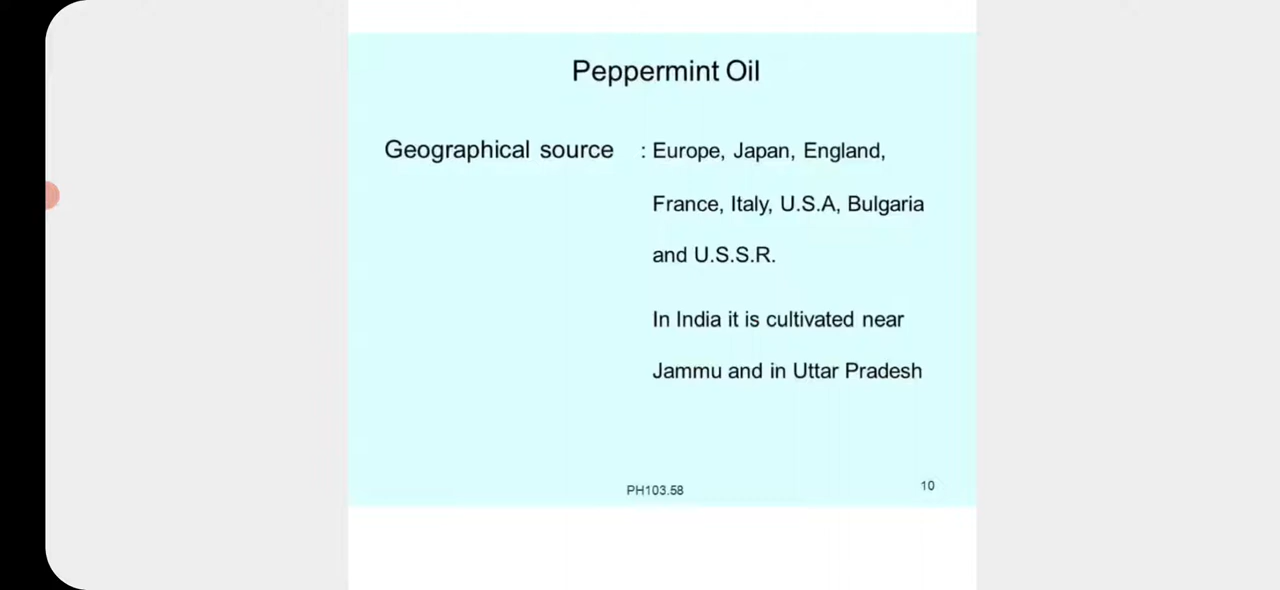 Peppermint Oil
Geographical source : Europe, Japan, England,
France, Italy, U.S.A, Bulgaria
and U.S.S.R.
In India it is cultivated near
Jammu and in Uttar Pradesh
PH103.58 10